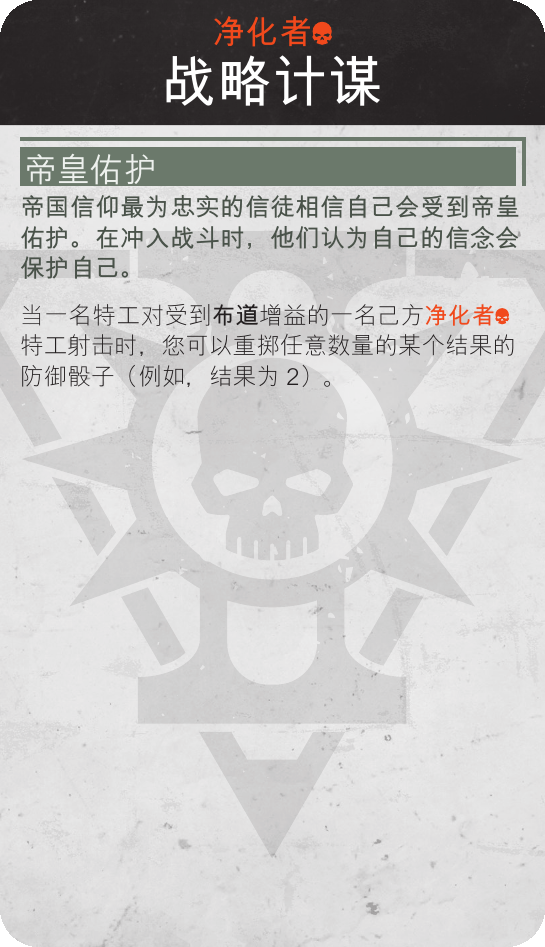 净化者
战略计谋
帝皇佑护
帝国信仰最为忠实的信徒相信自己会受到帝皇
佑护。在冲入战斗时，他们认为自己的信念会
保护自己。
当一名特工对受到布道增益的一名己方净化者
特工射击时，您可以重掷任意数量的某个结果的
防御骰子（例如，结果为 2）。